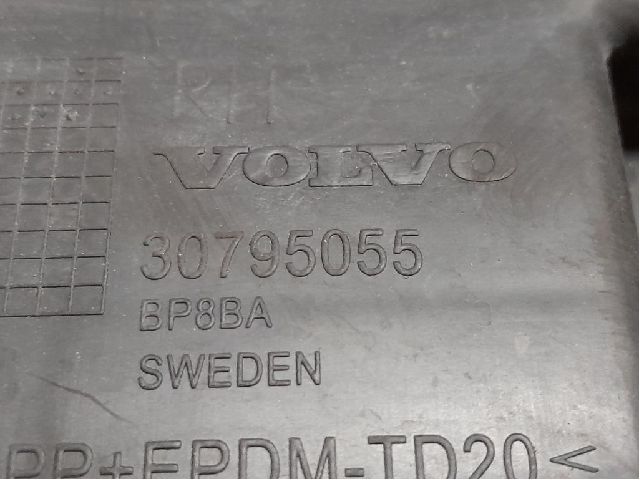 RH
VOLVO
30795055
BP8BA
SWEDEN
PP+EPDM-TD20<